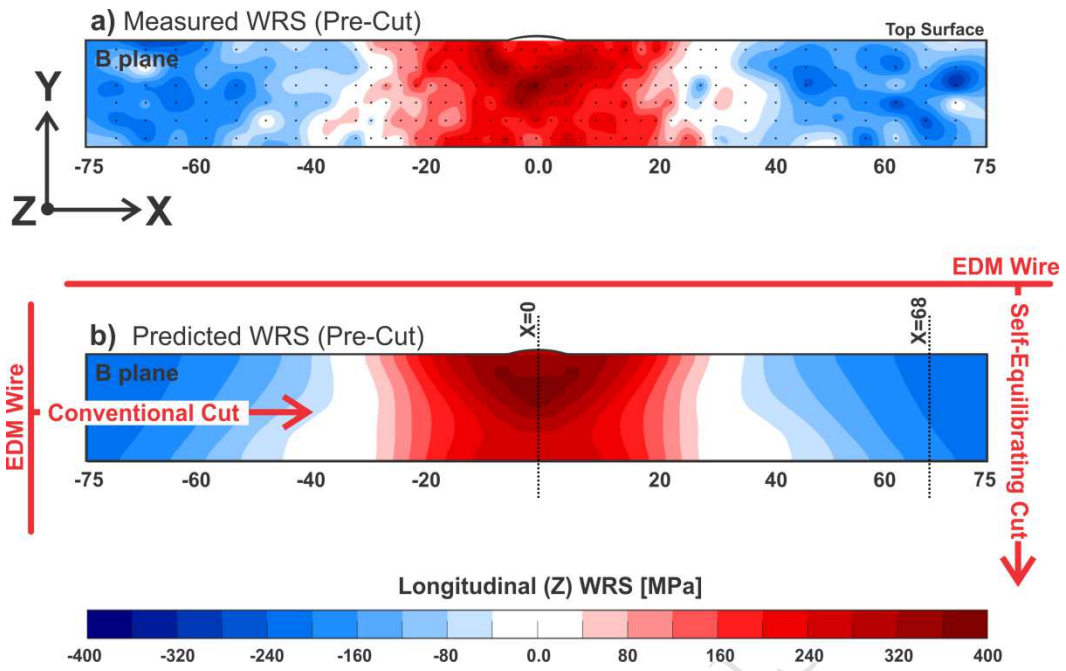 a) Measured WRS (Pre-Cut)
Top Surface
B plane
Y
Z
X
-75 -60 -40 -20 0.0 20 40 60 75
EDM Wire
b) Predicted WRS (Pre-Cut)
X=0
X=68
B plane
EDM Wire
Conventional Cut
Self-Equilibrating Cut
-75 -60 -40 -20 20 40 60 75
Longitudinal (Z) WRS [MPa]
-400 -320 -240 -160 -80 0.0 80 160 240 320 400